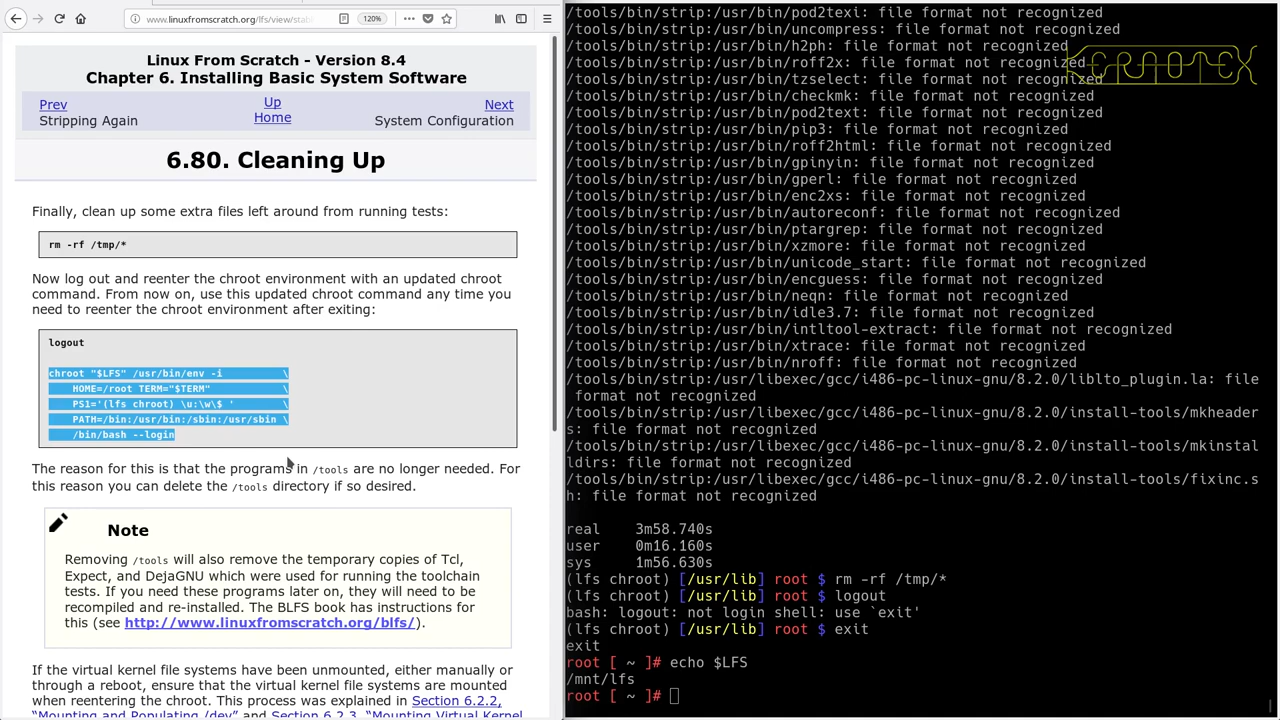 www.linuxfromscratch.org/lfs/view/stabl
120%
Linux From Scratch - Version 8.4
Chapter 6. Installing Basic System Software
Prev
Up
Next
Stripping Again
Home
System Configuration
6.80. Cleaning Up
Finally, clean up some extra files left around from running tests:
rm -rf /tmp/*
Now log out and reenter the chroot environment with an updated chroot
command. From now on, use this updated chroot command any time you
need to reenter the chroot environment after exiting:
logout
chroot "$LFS" /usr/bin/env -i \
HOME=/root TERM="$TERM" \
PS1='(lfs chroot) \u:\w\$ ' \
PATH=/bin:/usr/bin:/sbin:/usr/sbin \
/bin/bash --login
The reason for this is that the programs in /tools are no longer needed. For
this reason you can delete the /tools directory if so desired.
Note
Removing /tools will also remove the temporary copies of Tcl,
Expect, and DejaGNU which were used for running the toolchain
tests. If you need these programs later on, they will need to be
recompiled and re-installed. The BLFS book has instructions for
this (see http://www.linuxfromscratch.org/blfs/).
If the virtual kernel file systems have been unmounted, either manually or
through a reboot, ensure that the virtual kernel file systems are mounted
when reentering the chroot. This process was explained in Section 6.2.2,
"Mounting and Populating /dev" and Section 6.2.3, "Mounting Virtual Kernel
/tools/bin/strip:/usr/bin/pod2texi: file format not recognized
/tools/bin/strip:/usr/bin/uncompress: file format not recognized
/tools/bin/strip:/usr/bin/h2ph: file format not recognized
/tools/bin/strip:/usr/bin/roff2x: file format not recognized
/tools/bin/strip:/usr/bin/tzselect: file format not recognized
/tools/bin/strip:/usr/bin/checkmk: file format not recognized
/tools/bin/strip:/usr/bin/pod2text: file format not recognized
/tools/bin/strip:/usr/bin/pip3: file format not recognized
/tools/bin/strip:/usr/bin/roff2html: file format not recognized
/tools/bin/strip:/usr/bin/gpinyin: file format not recognized
/tools/bin/strip:/usr/bin/gperl: file format not recognized
/tools/bin/strip:/usr/bin/enc2xs: file format not recognized
/tools/bin/strip:/usr/bin/autoreconf: file format not recognized
/tools/bin/strip:/usr/bin/ptargrep: file format not recognized
/tools/bin/strip:/usr/bin/xzmore: file format not recognized
/tools/bin/strip:/usr/bin/unicode_start: file format not recognized
/tools/bin/strip:/usr/bin/encguess: file format not recognized
/tools/bin/strip:/usr/bin/neqn: file format not recognized
/tools/bin/strip:/usr/bin/idle3.7: file format not recognized
/tools/bin/strip:/usr/bin/intltool-extract: file format not recognized
/tools/bin/strip:/usr/bin/xtrace: file format not recognized
/tools/bin/strip:/usr/bin/nroff: file format not recognized
/tools/bin/strip:/usr/libexec/gcc/i486-pc-linux-gnu/8.2.0/liblto_plugin.la: file
format not recognized
/tools/bin/strip:/usr/libexec/gcc/i486-pc-linux-gnu/8.2.0/install-tools/mkheader
s: file format not recognized
/tools/bin/strip:/usr/libexec/gcc/i486-pc-linux-gnu/8.2.0/install-tools/mkinstal
ldirs: file format not recognized
/tools/bin/strip:/usr/libexec/gcc/i486-pc-linux-gnu/8.2.0/install-tools/fixinc.s
h: file format not recognized
real 3m58.740s
user 0m16.160s
sys 1m56.630s
(lfs chroot) [/usr/lib] root $ rm -rf /tmp/*
(lfs chroot) [/usr/lib] root $ logout
bash: logout: not login shell: use `exit'
(lfs chroot) [/usr/lib] root $ exit
exit
root [ ~ ]# echo $LFS
/mnt/lfs
root [ ~ ]#